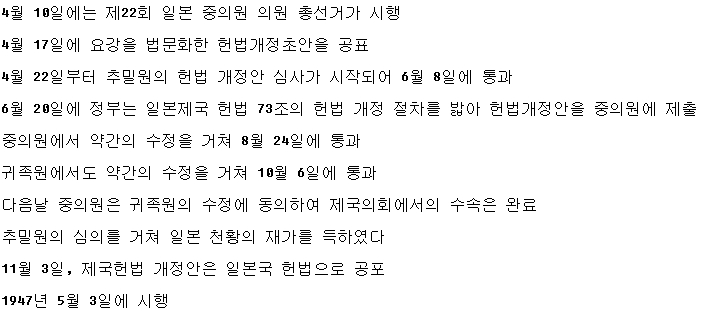 4월 10일에는 제22회 일본 중의원 의원 총선거가 시행
4월 17일에 요강을 법문화한 헌법개정초안을 공표
4월 22일부터 추밀원의 헌법 개정안 심사가 시작되어 6월 8일에 통과
6월 20일에 정부는 일본제국 헌법 73조의 헌법 개정 절차를 밟아 헌법개정안을 중의원에 제출
중의원에서 약간의 수정을 거쳐 8월 24일에 통과
귀족원에서도 약간의 수정을 거쳐 10월 6일에 통과
다음날 중의원은 귀족원의 수정에 동의하여 제국의회에서의 수속은 완료
추밀원의 심의를 거쳐 일본 천황의 재가를 득하였다
11월 3일, 제국헌법 개정안은 일본국 헌법으로 공포
1947년 5월 3일에 시행